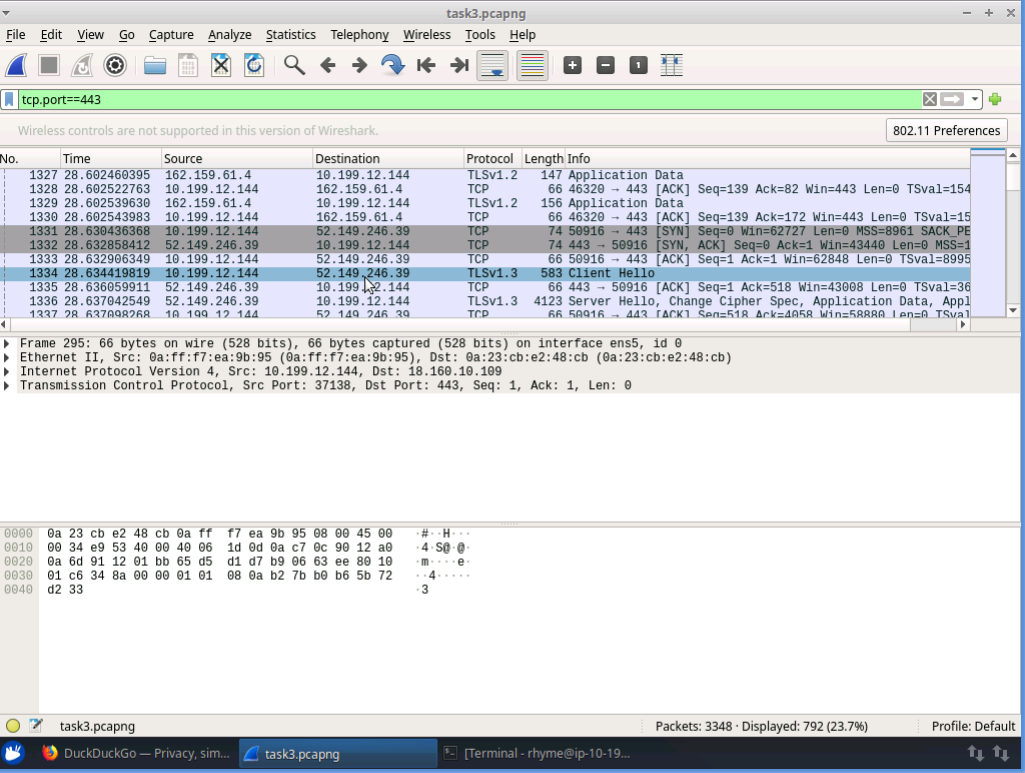 task3.pcapng
File Edit View Go Capture Analyze Statistics Telephony Wireless Tools Help
tcp.port==443
Wireless controls are not supported in this version of Wireshark. 802.11 Preferences
No. Time Source Destination Protocol Length Info
1327 28.602460395 162.159.61.4 10.199.12.144 TLSv1.2 147 Application Data
1328 28.602522763 10.199.12.144 162.159.61.4 TCP 66 46320 → 443 [ACK] Seq=139 Ack=82 Win=443 Len=0 TSval=154
1329 28.602539630 162.159.61.4 10.199.12.144 TLSv1.2 156 Application Data
1330 28.602543983 10.199.12.144 162.159.61.4 TCP 66 46320 → 443 [ACK] Seq=139 Ack=172 Win=443 Len=0 TSval=15
1331 28.630436368 10.199.12.144 52.149.246.39 TCP 74 50916 → 443 [SYN] Seq=0 Win=62727 Len=0 MSS=8961 SACK_PE
1332 28.632858412 52.149.246.39 10.199.12.144 TCP 74 443 → 50916 [SYN, ACK] Seq=0 Ack=1 Win=43440 Len=0 MSS=1
1333 28.632906349 10.199.12.144 52.149.246.39 TCP 66 50916 → 443 [ACK] Seq=1 Ack=1 Win=62848 Len=0 TSval=8995
1334 28.634419819 10.199.12.144 52.149.246.39 TLSv1.3 583 Client Hello
1335 28.636059911 52.149.246.39 10.199.12.144 TCP 66 443 → 50916 [ACK] Seq=1 Ack=518 Win=43008 Len=0 TSval=36
1336 28.637042549 52.149.246.39 10.199.12.144 TLSv1.3 4123 Server Hello, Change Cipher Spec, Application Data, Appl
1337 28.637098268 10.199.12.144 52.149.246.39 TCP 66 50916 → 443 [ACK] Seq=518 Ack=4058 Win=58880 Len=0 TSval
Frame 295: 66 bytes on wire (528 bits), 66 bytes captured (528 bits) on interface ens5, id 0
Ethernet II, Src: 0a:ff:f7:ea:9b:95 (0a:ff:f7:ea:9b:95), Dst: 0a:23:cb:e2:48:cb (0a:23:cb:e2:48:cb)
Internet Protocol Version 4, Src: 10.199.12.144, Dst: 18.160.10.109
Transmission Control Protocol, Src Port: 37138, Dst Port: 443, Seq: 1, Ack: 1, Len: 0
0000 0a 23 cb e2 48 cb 0a ff f7 ea 9b 95 08 00 45 00 ·#··H···
0010 00 34 e9 53 40 00 40 06 1d 0d 0a c7 0c 90 12 a0 ·4·S@·@·
0020 0a 6d 91 12 01 bb 65 d5 d1 d7 b9 06 63 ee 80 10 ·m····e·
0030 01 c6 34 8a 00 00 01 01 08 0a b2 7b b0 b6 5b 72 ··4·····
0040 d2 33 ·3
task3.pcapng Packets: 3348 · Displayed: 792 (23.7%) Profile: Default
DuckDuckGo — Privacy, sim... task3.pcapng [Terminal - rhyme@ip-10-19...